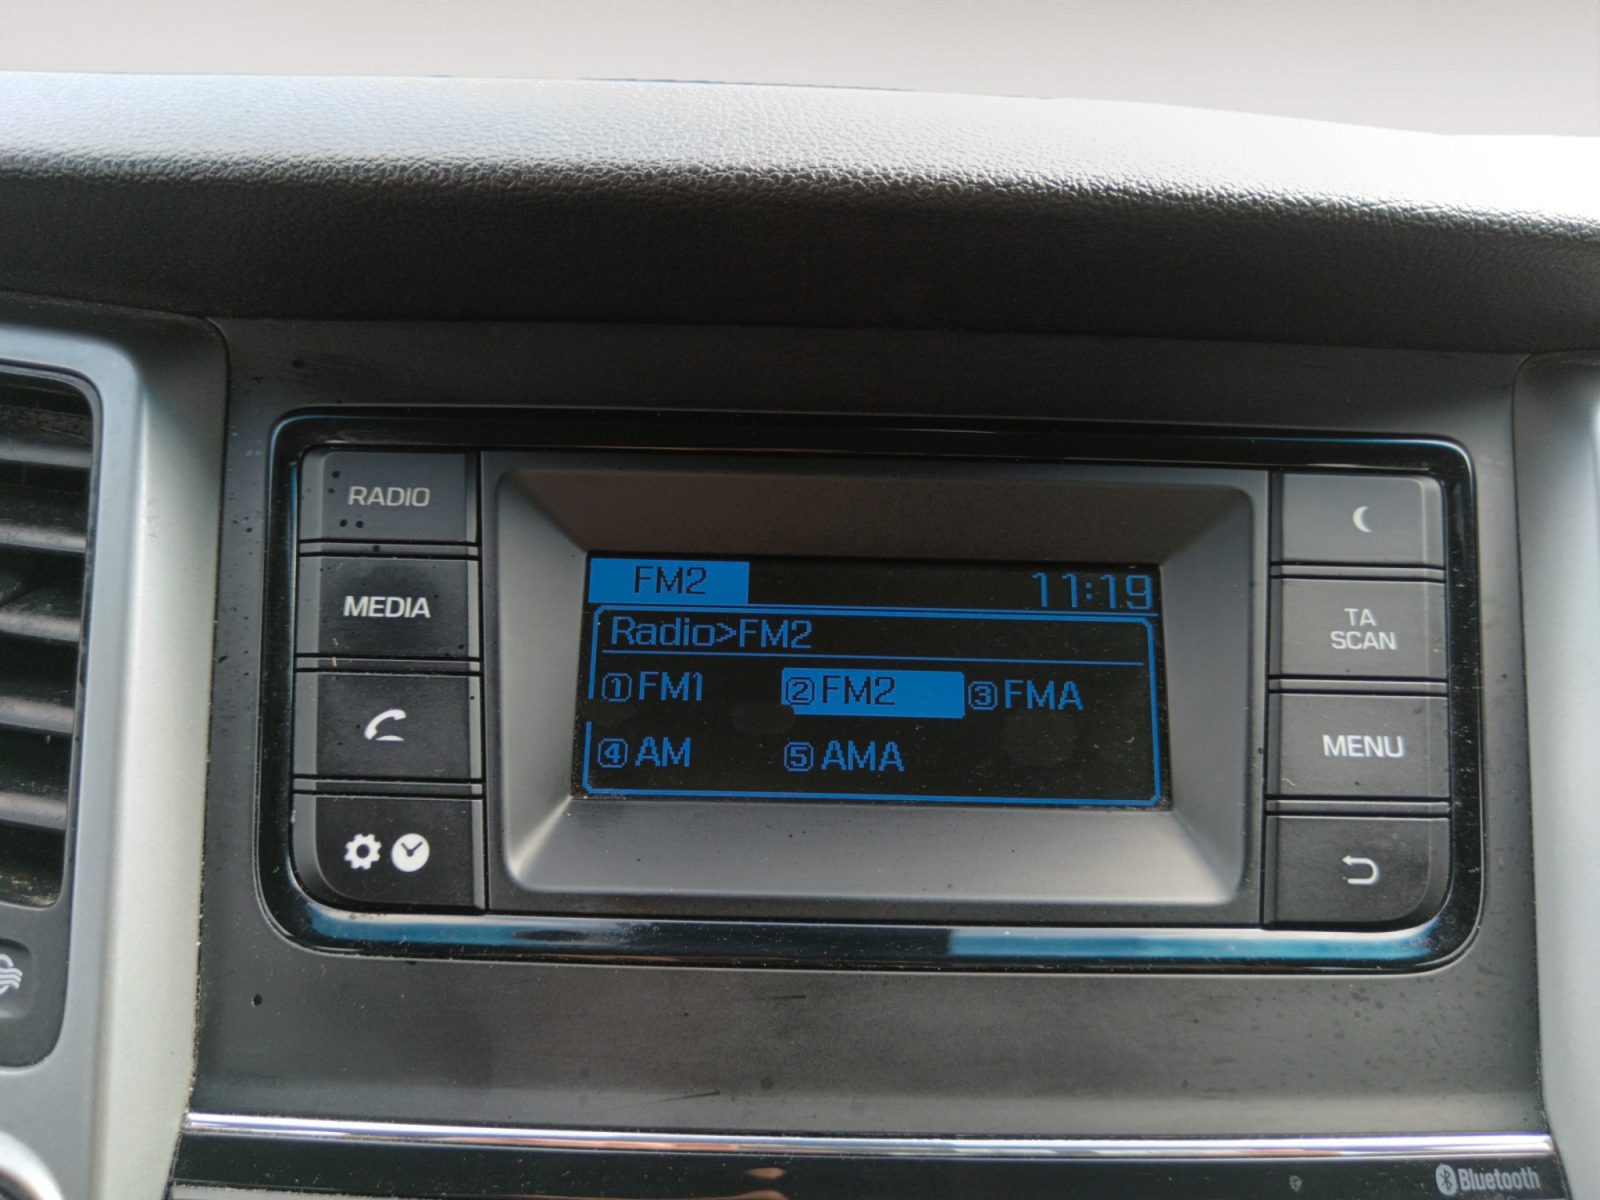 RADIO
MEDIA
FM2 11:19
Radio>FM2
①FM1 ②FM2 ③FMA
④AM ⑤AMA
TA
SCAN
MENU
Bluetooth